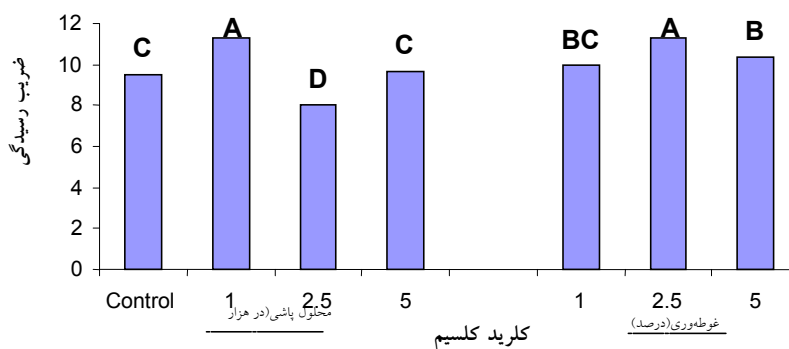 12
10
8
6
4
2
0
ضریب رسیدگی
C
A
D
C
BC
A
B
Control 1 2.5 5 1 2.5 5
محلول پاشی(در هزار
غوطه‌وری(درصد)
کلرید کلسیم